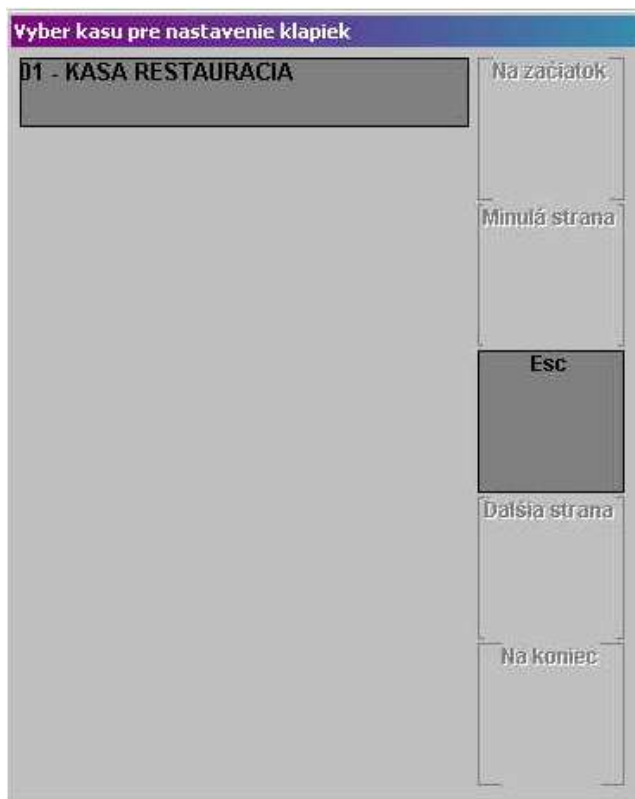 Vyber kasu pre nastavenie klapiek
01 - KASA RESTAURACIA
Na začiatok
Minulá strana
Esc
Ďalšia strana
Na koniec